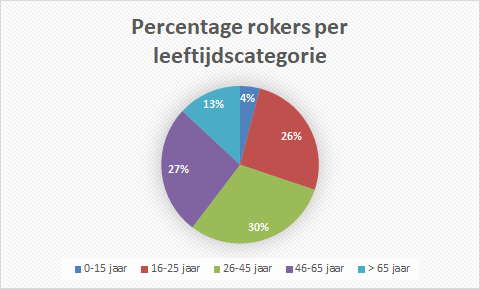 Percentage rokers per
leeftijdscategorie
4%
26%
30%
27%
13%
0-15 jaar 16-25 jaar 26-45 jaar 46-65 jaar > 65 jaar